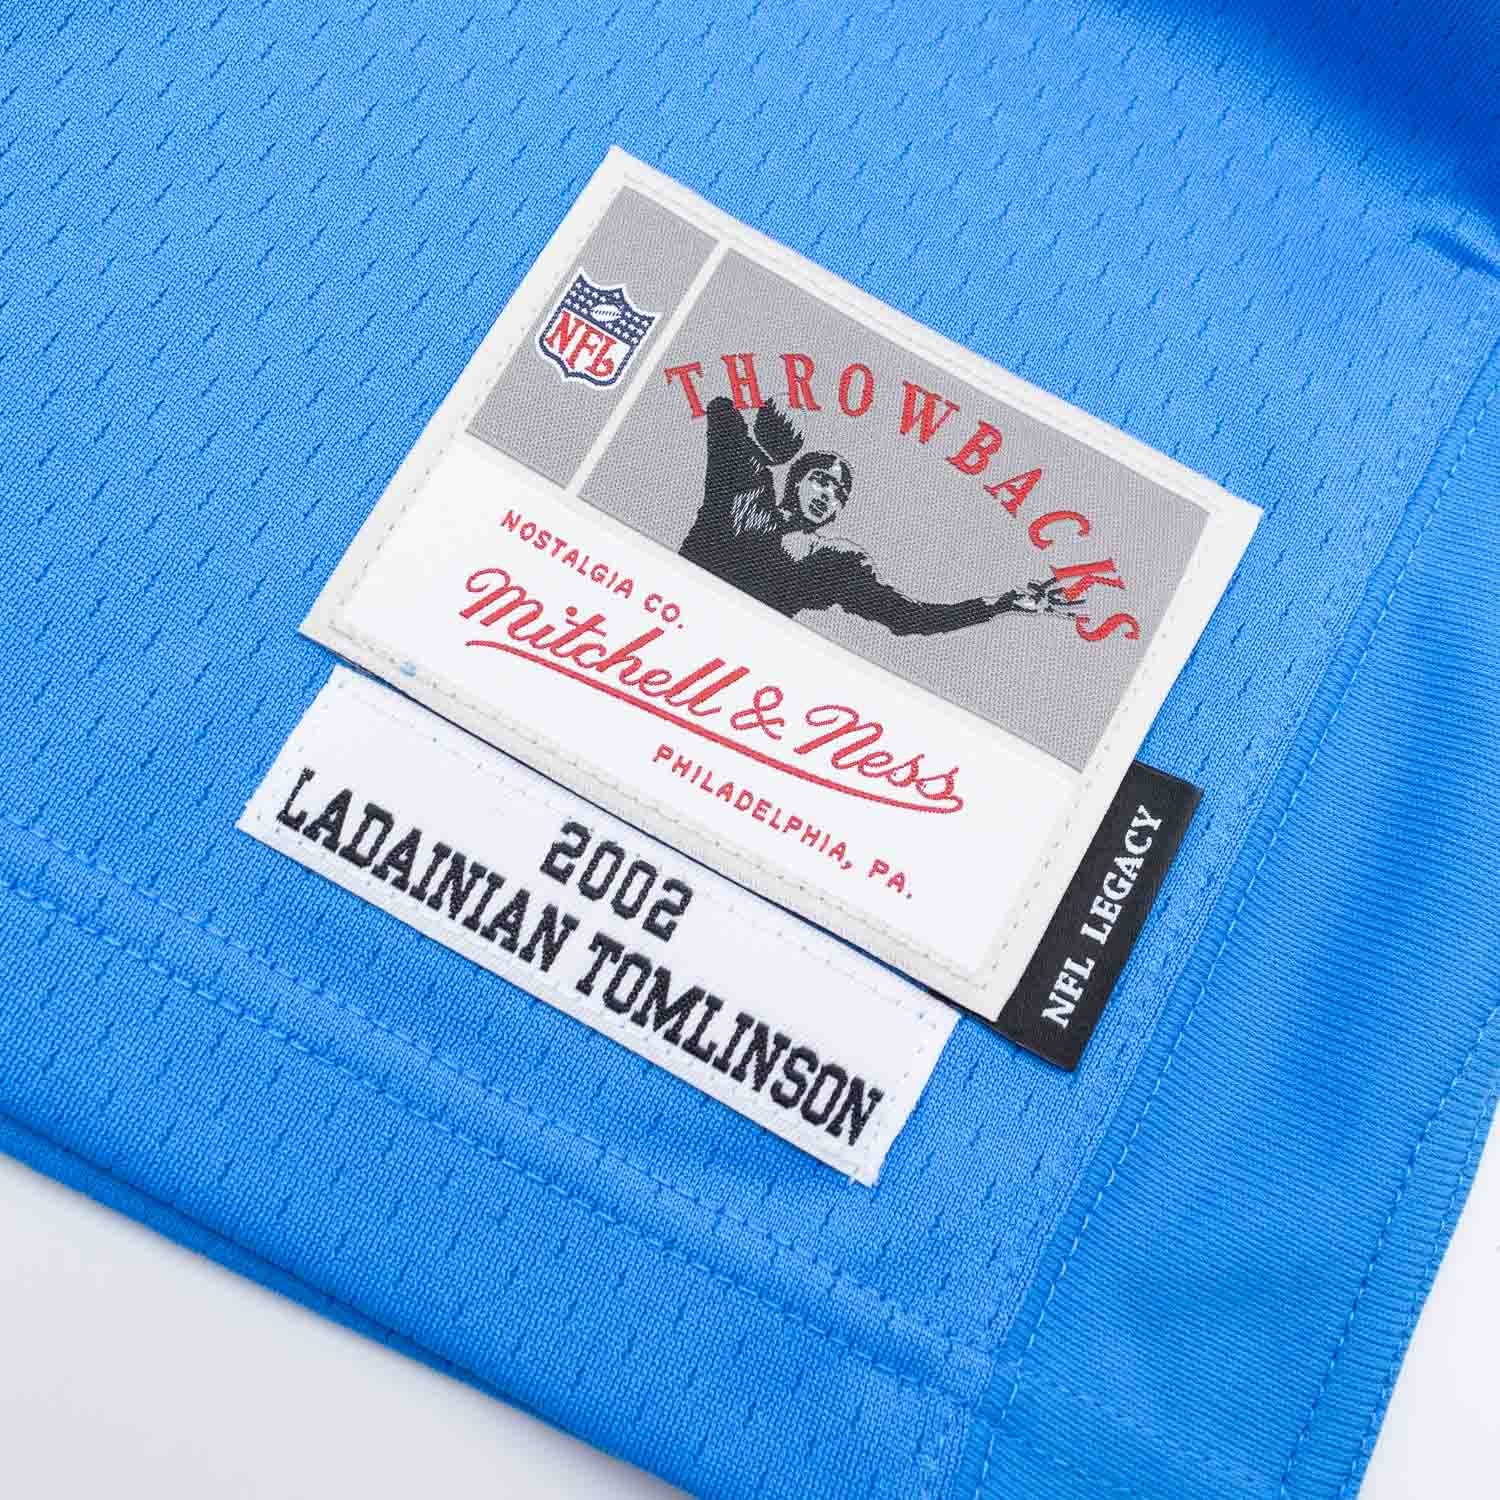 NFL
THROWBACKS
NOSTALGIA CO.
Mitchell & Ness
PHILADELPHIA, PA.
NFL LEGACY
2002
LADAINIAN TOMLINSON